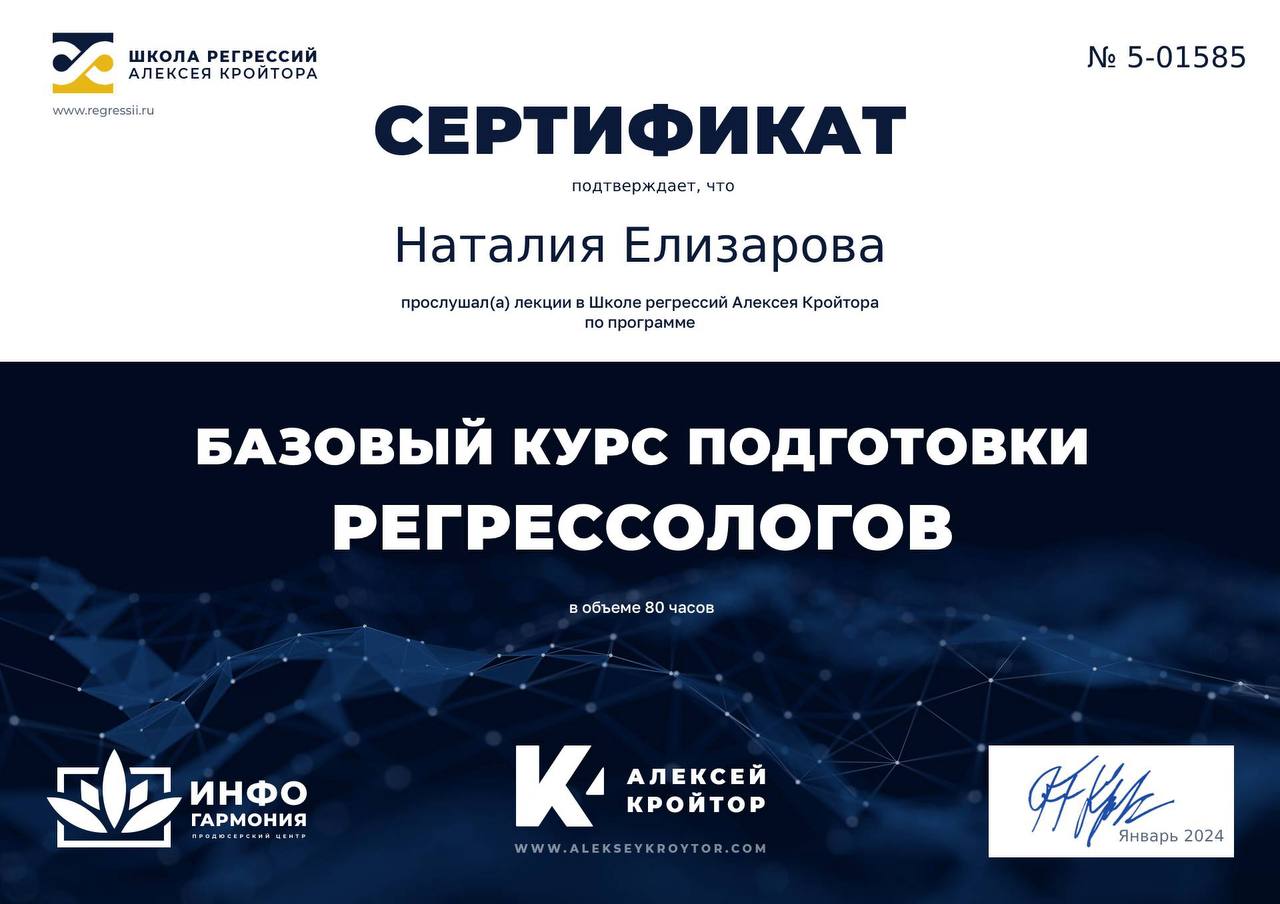 ШКОЛА РЕГРЕССИЙ
АЛЕКСЕЯ КРОЙТОРА
www.regressii.ru
№ 5-01585
СЕРТИФИКАТ
подтверждает, что
Наталия Елизарова
прослушал(а) лекции в Школе регрессий Алексея Кройтора
по программе
БАЗОВЫЙ КУРС ПОДГОТОВКИ
РЕГРЕССОЛОГОВ
в объеме 80 часов
ИНФО
ГАРМОНИЯ
ПРОДЮСЕРСКИЙ ЦЕНТР
АЛЕКСЕЙ
КРОЙТОР
WWW.ALEKSEYKROYTOR.COM
Январь 2024